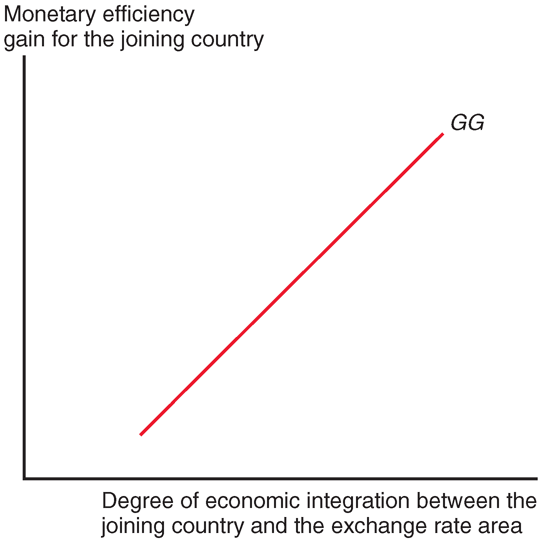 Monetary efficiency
gain for the joining country
GG
Degree of economic integration between the
joining country and the exchange rate area